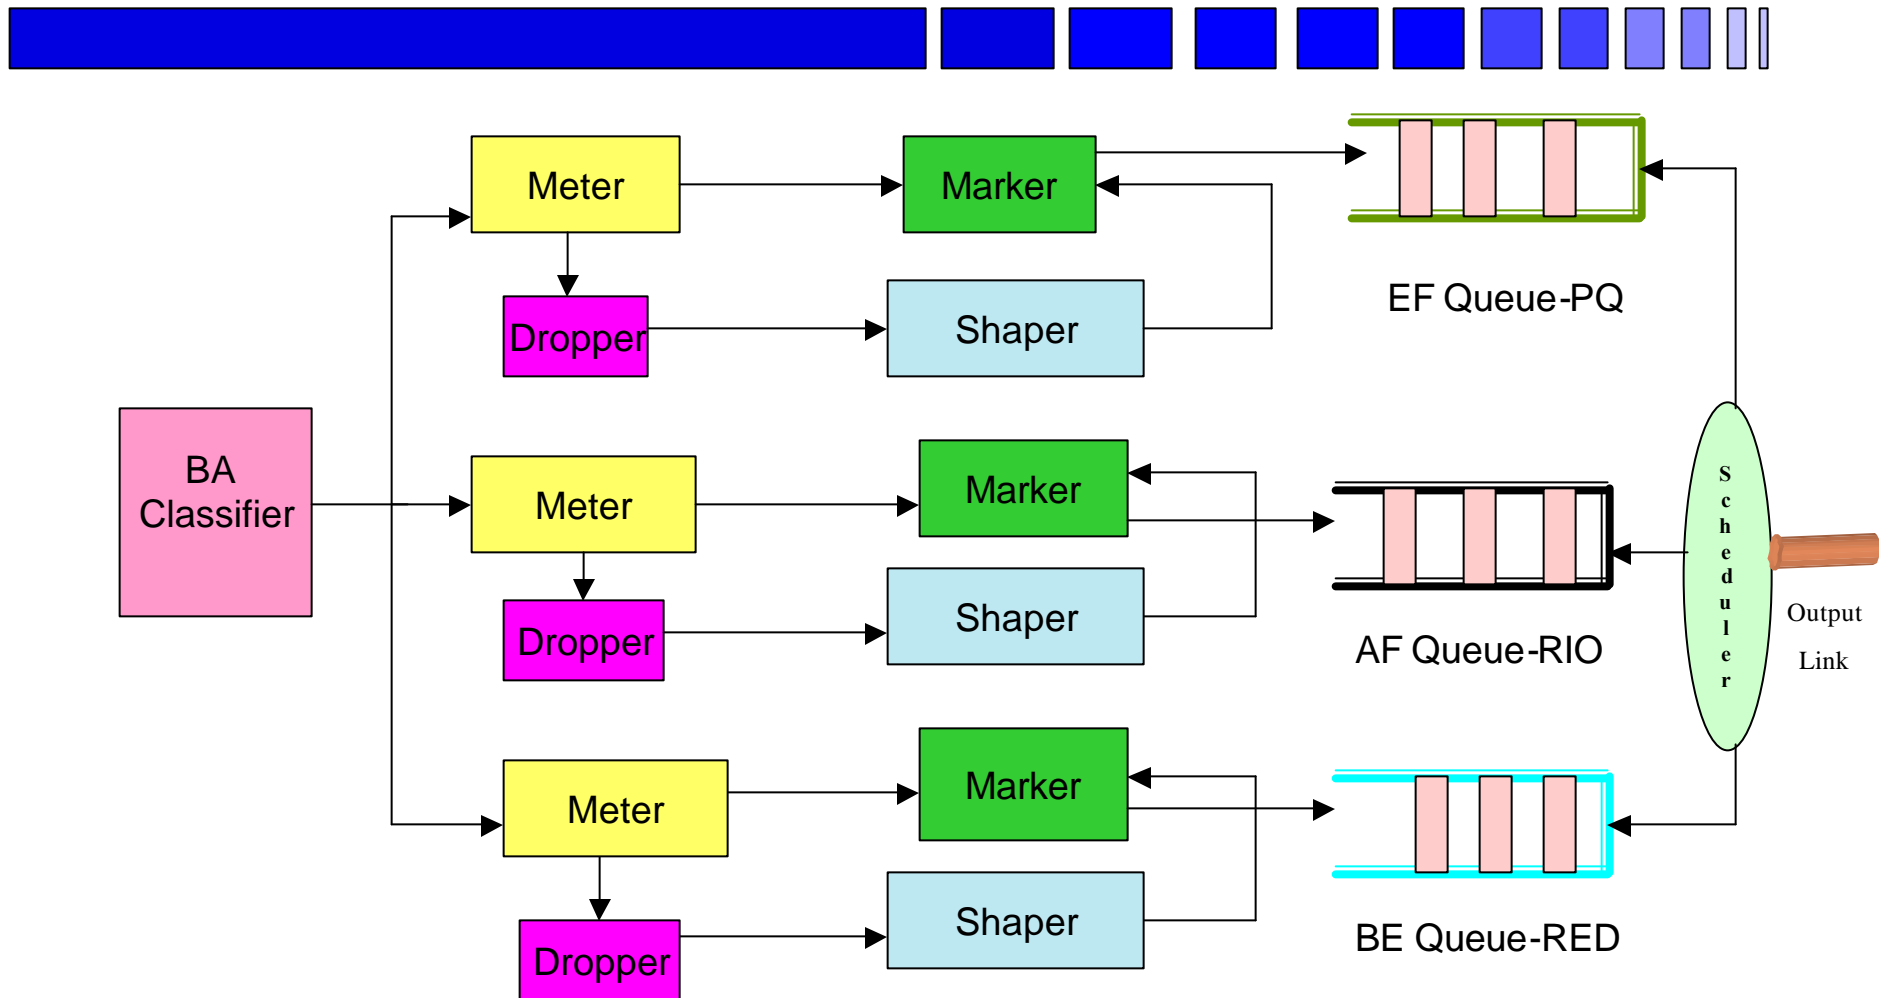 Meter
Marker
EF Queue-PQ
Dropper
Shaper
BA
Classifier
Meter
Marker
AF Queue-RIO
Dropper
Shaper
Scheduler
Output
Link
Meter
Marker
BE Queue-RED
Dropper
Shaper